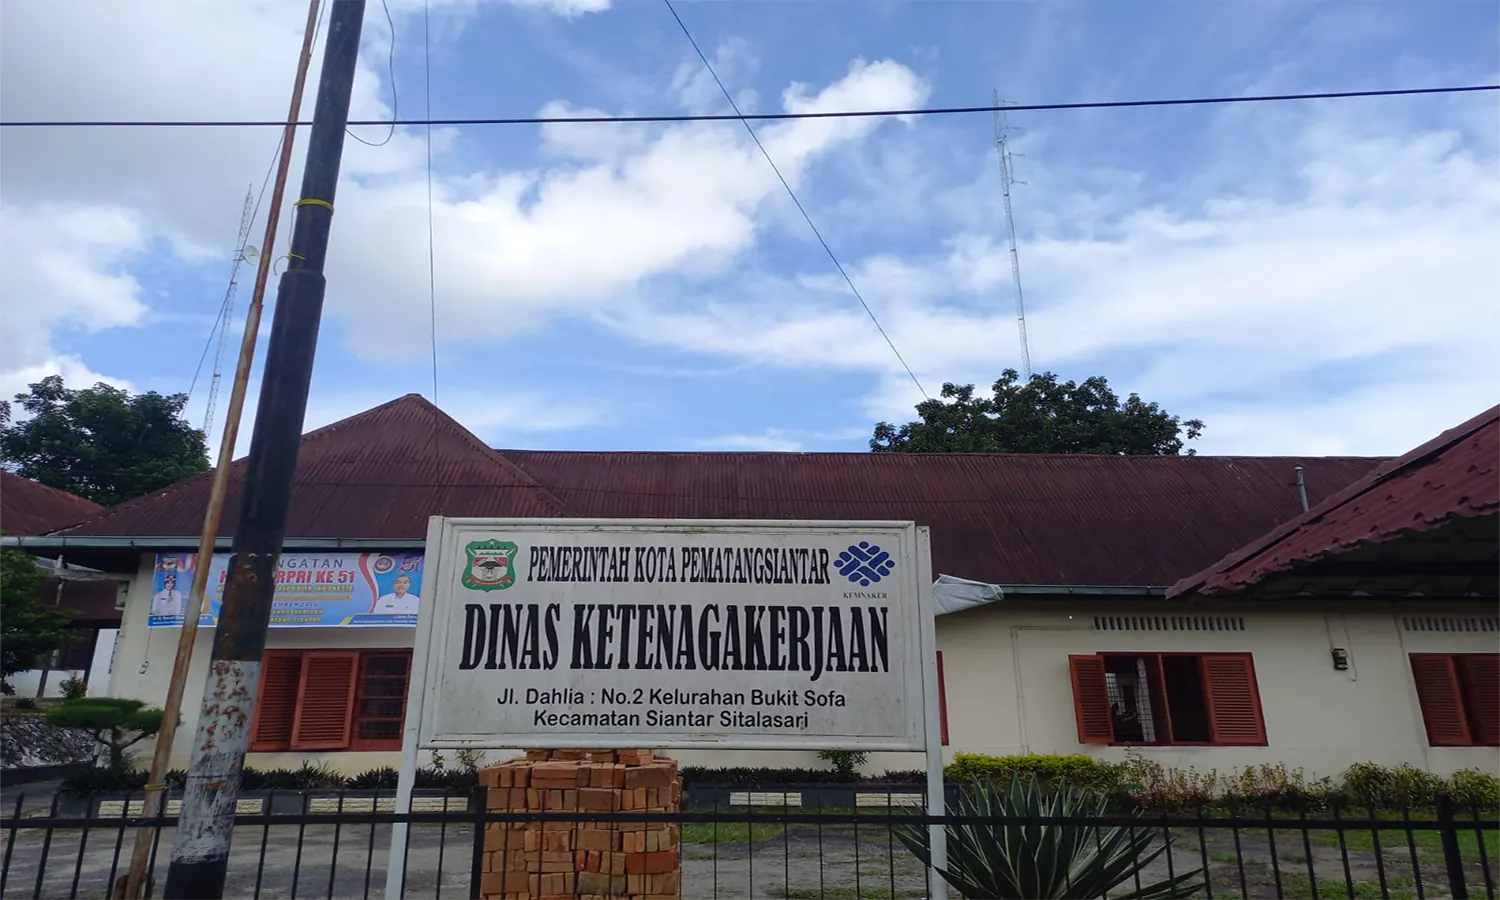 PEMERINTAH KOTA PEMATANGSIANTAR
KEMNAKER
DINAS KETENAGAKERJAAN
Jl. Dahlia : No.2 Kelurahan Bukit Sofa
Kecamatan Siantar Sitalasari
KE 51